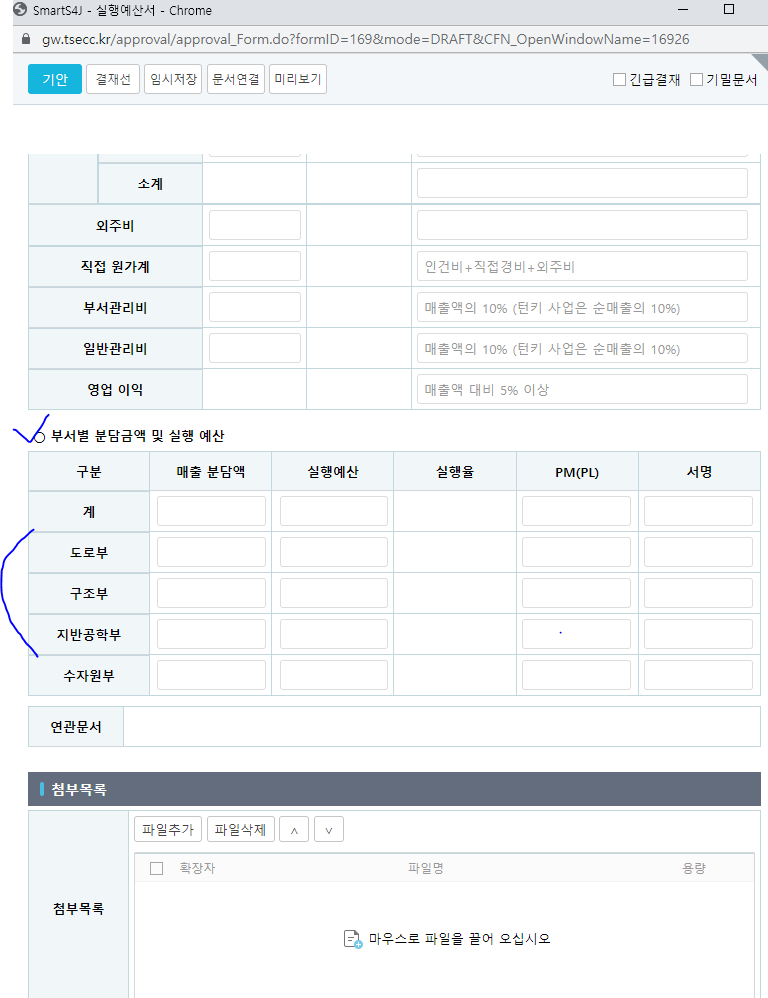 SmartS4J - 실행예산서 - Chrome
gw.tsecc.kr/approval/approval_Form.do?formID=169&mode=DRAFT&CFN_OpenWindowName=16926
기안 결재선 임시저장 문서연결 미리보기 긴급결재 기밀문서
소계
외주비
직접 원가계 인건비+직접경비+외주비
부서관리비 매출액의 10% (턴키 사업은 순매출의 10%)
일반관리비 매출액의 10% (턴키 사업은 순매출의 10%)
영업 이익 매출액 대비 5% 이상
○ 부서별 분담금액 및 실행 예산
구분 매출 분담액 실행예산 실행율 PM(PL) 서명
계
도로부
구조부
지반공학부
수자원부
연관문서
첨부목록
파일추가 파일삭제 ∧ ∨
확장자 파일명 용량
첨부목록
마우스로 파일을 끌어 오십시오